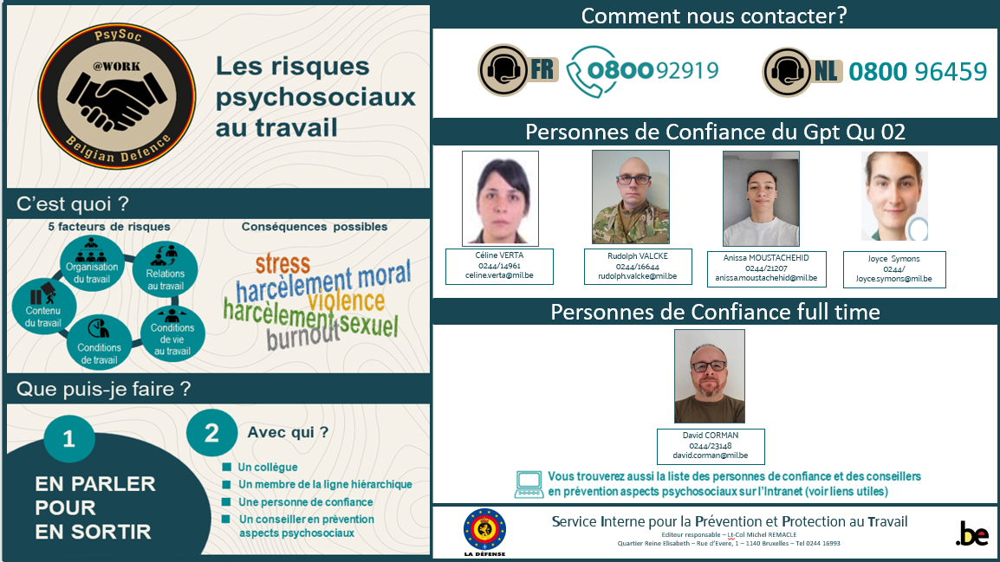 PsySoc
@WORK
Belgian Defence
Les risques
psychosociaux
au travail
C'est quoi ?
5 facteurs de risques
Organisation
du travail
Relations
au travail
Contenu
du travail
Conditions
de vie
au travail
Conditions
de travail
Conséquences possibles
stress
harcèlement moral
violence
harcèlement sexuel
burnout
Que puis-je faire ?
1
EN PARLER
POUR
EN SORTIR
2
Avec qui ?
Un collègue
Un membre de la ligne hiérarchique
Une personne de confiance
Un conseiller en prévention
aspects psychosociaux
Comment nous contacter?
FR
0800 92919
NL
0800 96459
Personnes de Confiance du Gpt Qu 02
Céline VERTA
0244/14961
celine.verta@mil.be
Rudolph VALCKE
0244/16644
rudolph.valcke@mil.be
Anissa MOUSTACHEHID
0244/21207
anissa.moustachehid@mil.be
Joyce Symons
0244/
Joyce.symons@mil.be
Personnes de Confiance full time
David CORMAN
0244/23148
david.corman@mil.be
Vous trouverez aussi la liste des personnes de confiance et des conseillers
en prévention aspects psychosociaux sur l'Intranet (voir liens utiles)
LA DÉFENSE
Service Interne pour la Prévention et Protection au Travail
Editeur responsable – Lt-Col Michel REMACLE
Quartier Reine Elisabeth – Rue d'Evere, 1 – 1140 Bruxelles – Tel 0244 16993
.be